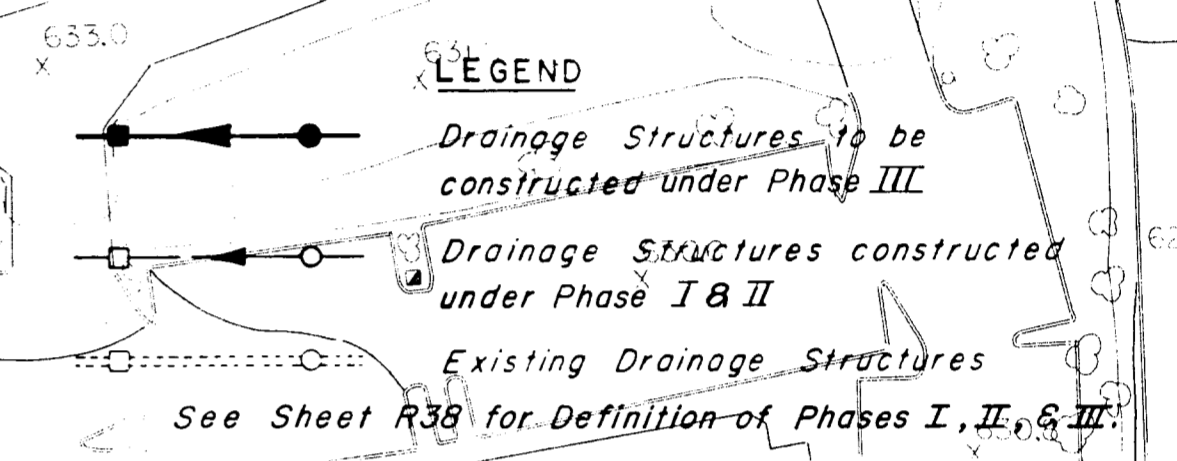 633.0
LEGEND
Drainage Structures to be
constructed under Phase III
Drainage Structures constructed
under Phase I & II
Existing Drainage Structures
See Sheet R38 for Definition of Phases I, II, & III.